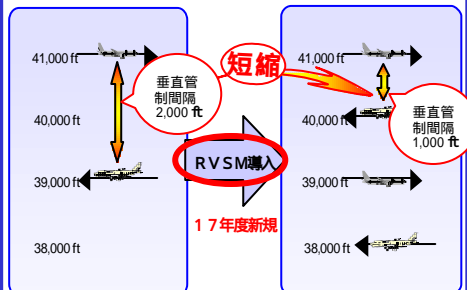 41,000 ft
40,000 ft
39,000 ft
38,000 ft
垂直管
制間隔
2,000 ft
短縮
RVSM導入
17年度新規
41,000 ft
40,000 ft
39,000 ft
38,000 ft
垂直管
制間隔
1,000 ft